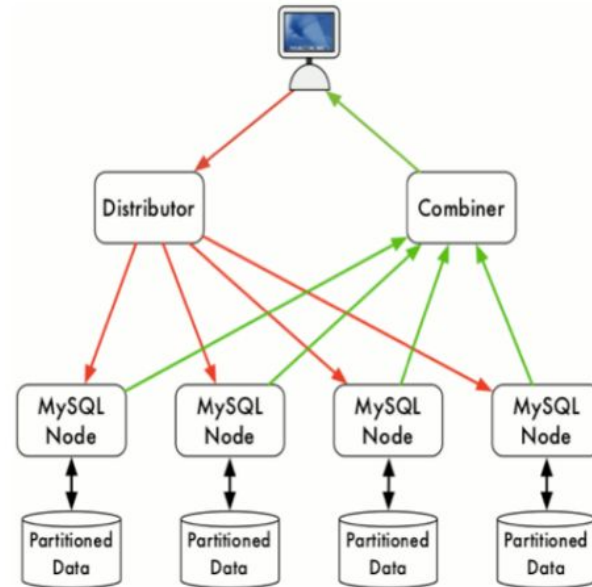 Distributor
Combiner
MySQL
Node
MySQL
Node
MySQL
Node
MySQL
Node
Partitioned
Data
Partitioned
Data
Partitioned
Data
Partitioned
Data